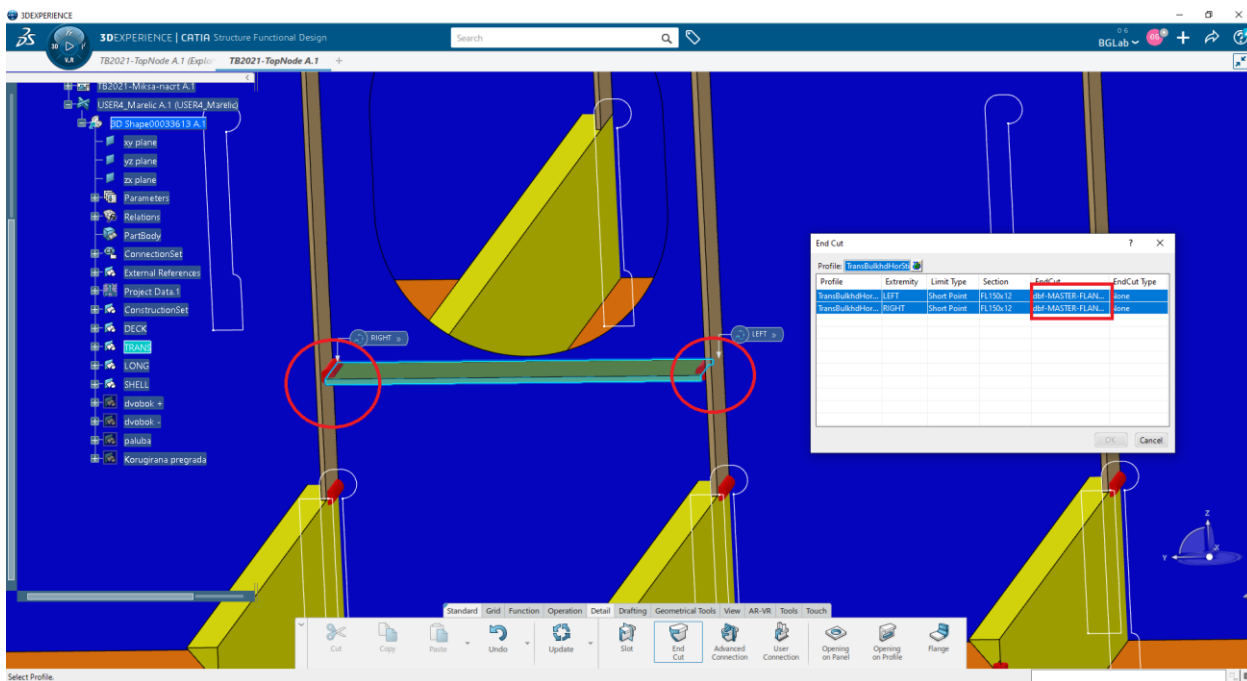 3DEXPERIENCE
3DEXPERIENCE | CATIA Structure Functional Design
Search
BGLab
3D
V.R
TB2021-TopNode A.1 (Explo
TB2021-TopNode A.1
+
TB2021-Miksa-nacrt A.1
USER4_Marelic A.1 (USER4_Marelic)
3D Shape00033613 A.1
xy plane
yz plane
zx plane
Parameters
Relations
PartBody
ConnectionSet
External References
Project Data.1
ConstructionSet
DECK
TRANS
LONG
SHELL
dvobok +
dvobok -
paluba
Korugirana pregrada
RIGHT »
LEFT »
End Cut ? ×
Profile: TransBulkhdHorSti
Profile Extremity Limit Type Section EndCut EndCut Type
TransBulkhdHor... LEFT Short Point FL150x12 dbf-MASTER-FLAN... None
TransBulkhdHor... RIGHT Short Point FL150x12 dbf-MASTER-FLAN... None
OK Cancel
Z
Y
X
Standard Grid Function Operation Detail Drafting Geometrical Tools View AR-VR Tools Touch
Cut Copy Paste Undo Update Slot End Cut Advanced Connection User Connection Opening on Panel Opening on Profile Flange
Select Profile.